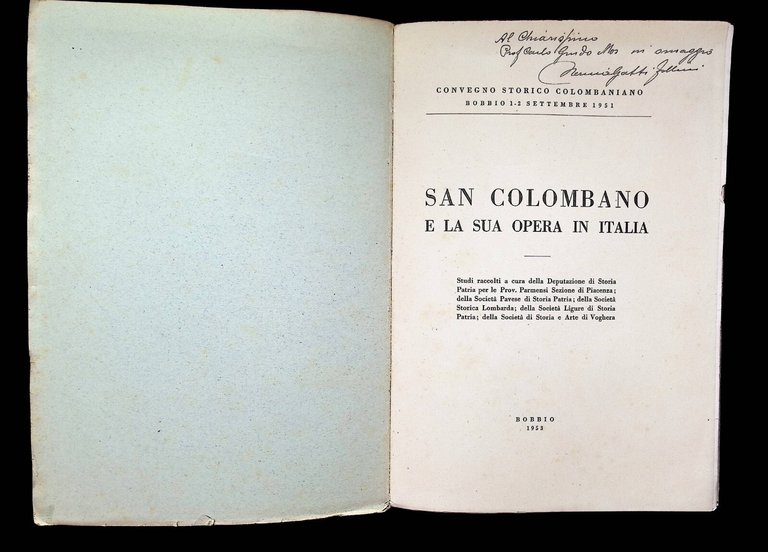 Al Chiarissimo
Prof Carlo Guido Mor in omaggio
Gatti
CONVEGNO STORICO COLOMBANIANO
BOBBIO 1-2 SETTEMBRE 1951
SAN COLOMBANO
E LA SUA OPERA IN ITALIA
Studi raccolti a cura della Deputazione di Storia
Patria per le Prov. Parmensi Sezione di Piacenza;
della Società Pavese di Storia Patria; della Società
Storica Lombarda; della Società Ligure di Storia
Patria; della Società di Storia e Arte di Voghera
BOBBIO
1953